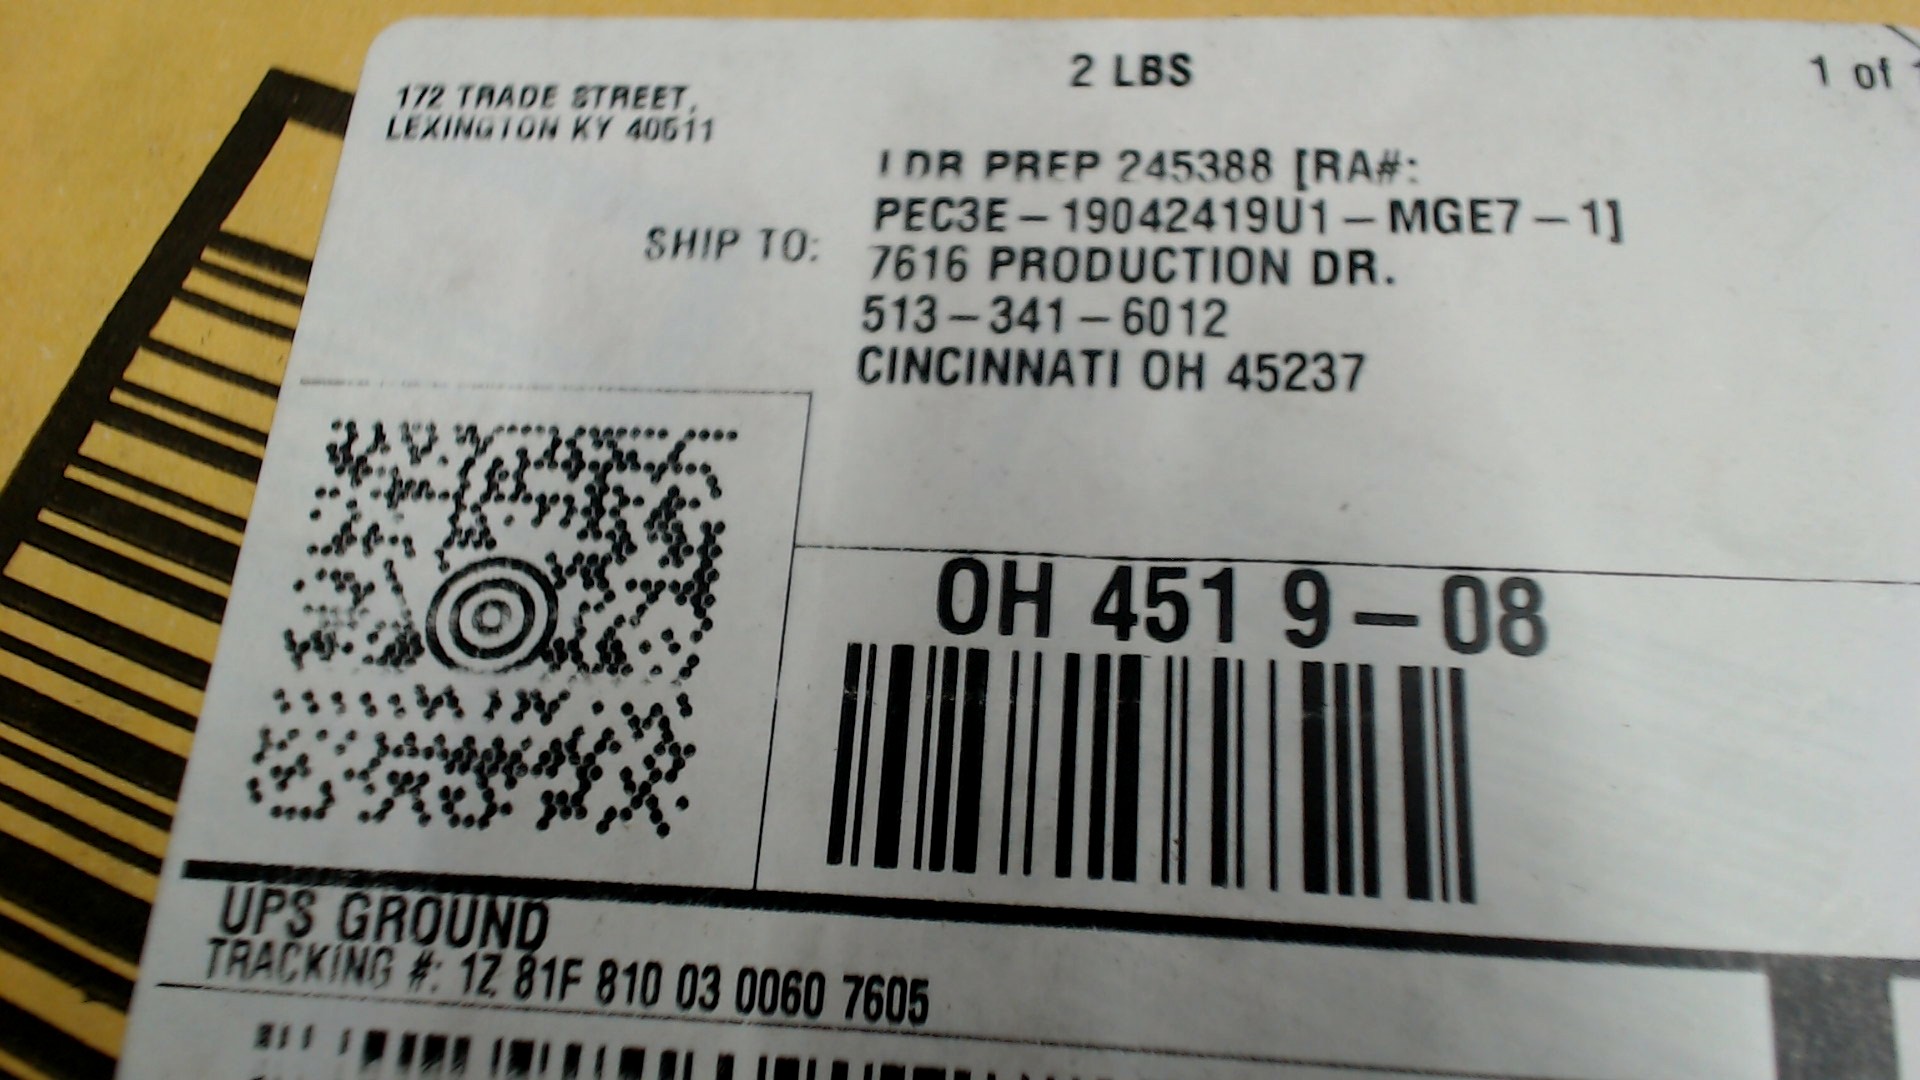 2 LBS
1 of
172 TRADE STREET,
LEXINGTON KY 40511
SHIP TO:
LDR PREP 245388 [RA#:
PEC3E-19042419U1-MGE7-1]
7616 PRODUCTION DR.
513-341-6012
CINCINNATI OH 45237
OH 451 9-08
UPS GROUND
TRACKING #: 1Z 81F 810 03 0060 7605